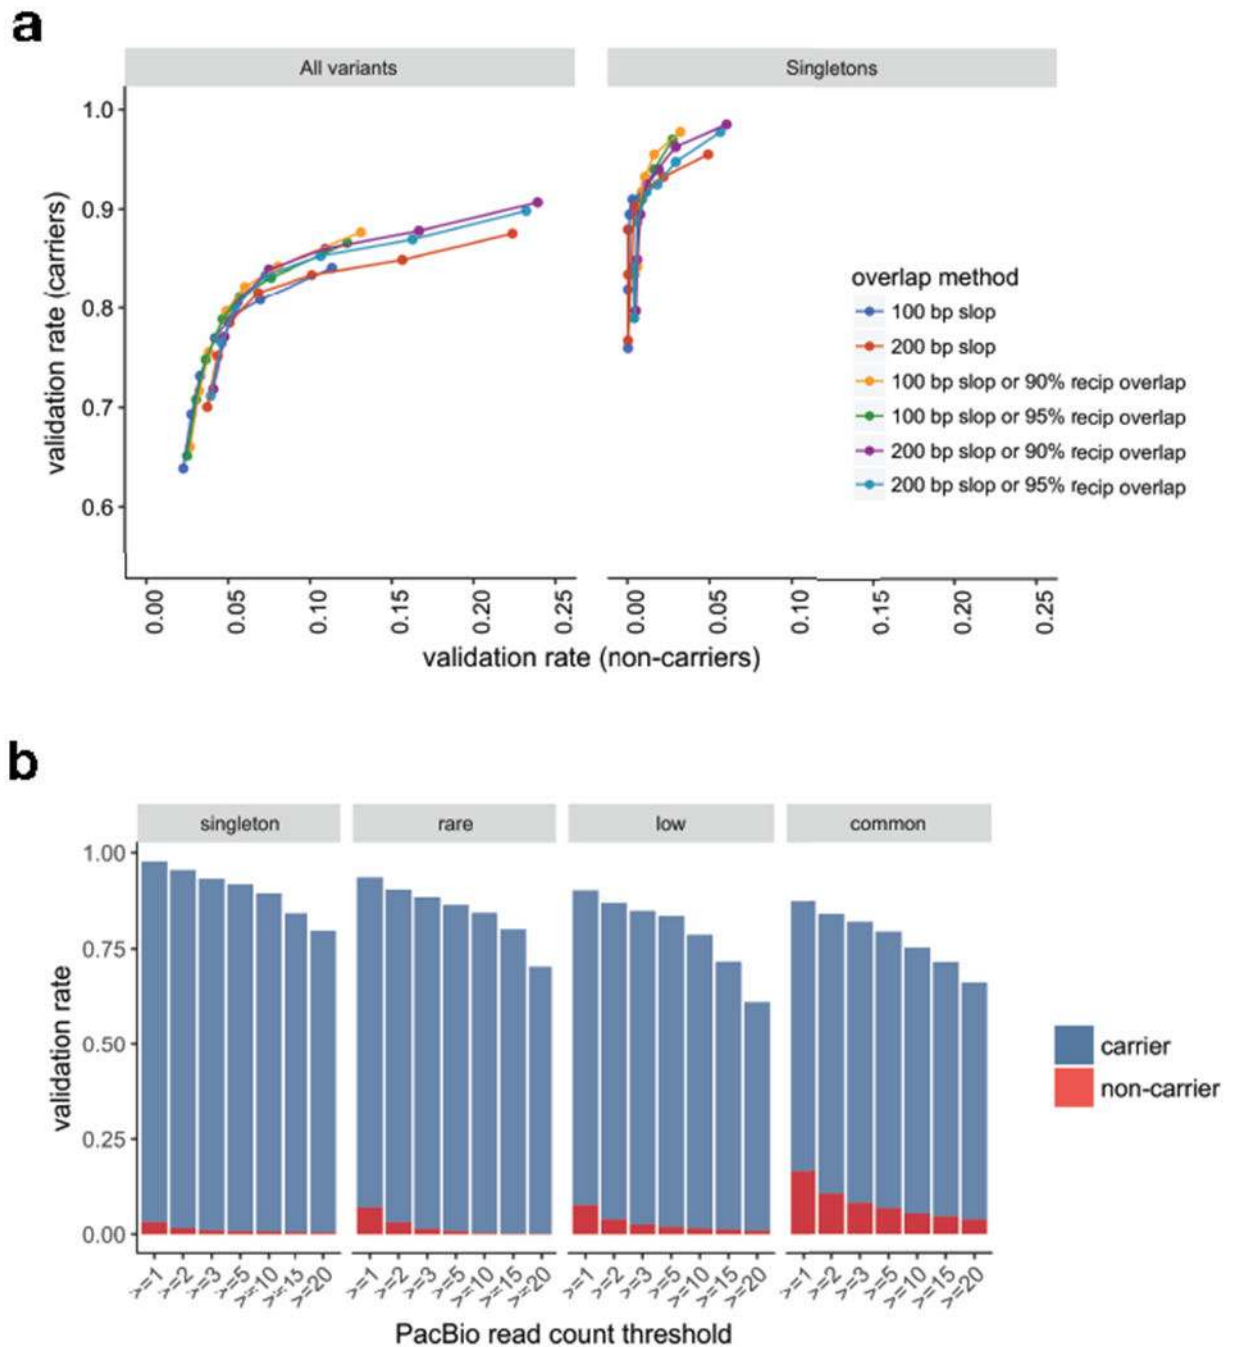 a
All variants
Singletons
1.0
0.9
0.8
0.7
0.6
validation rate (carriers)
0.00 0.05 0.10 0.15 0.20 0.25
0.00 0.05 0.10 0.15 0.20 0.25
validation rate (non-carriers)
overlap method
100 bp slop
200 bp slop
100 bp slop or 90% recip overlap
100 bp slop or 95% recip overlap
200 bp slop or 90% recip overlap
200 bp slop or 95% recip overlap
b
singleton
rare
low
common
1.00
0.75
0.50
0.25
0.00
validation rate
>=1 >=2 >=3 >=5 >=10 >=15 >=20
>=1 >=2 >=3 >=5 >=10 >=15 >=20
>=1 >=2 >=3 >=5 >=10 >=15 >=20
>=1 >=2 >=3 >=5 >=10 >=15 >=20
PacBio read count threshold
carrier
non-carrier